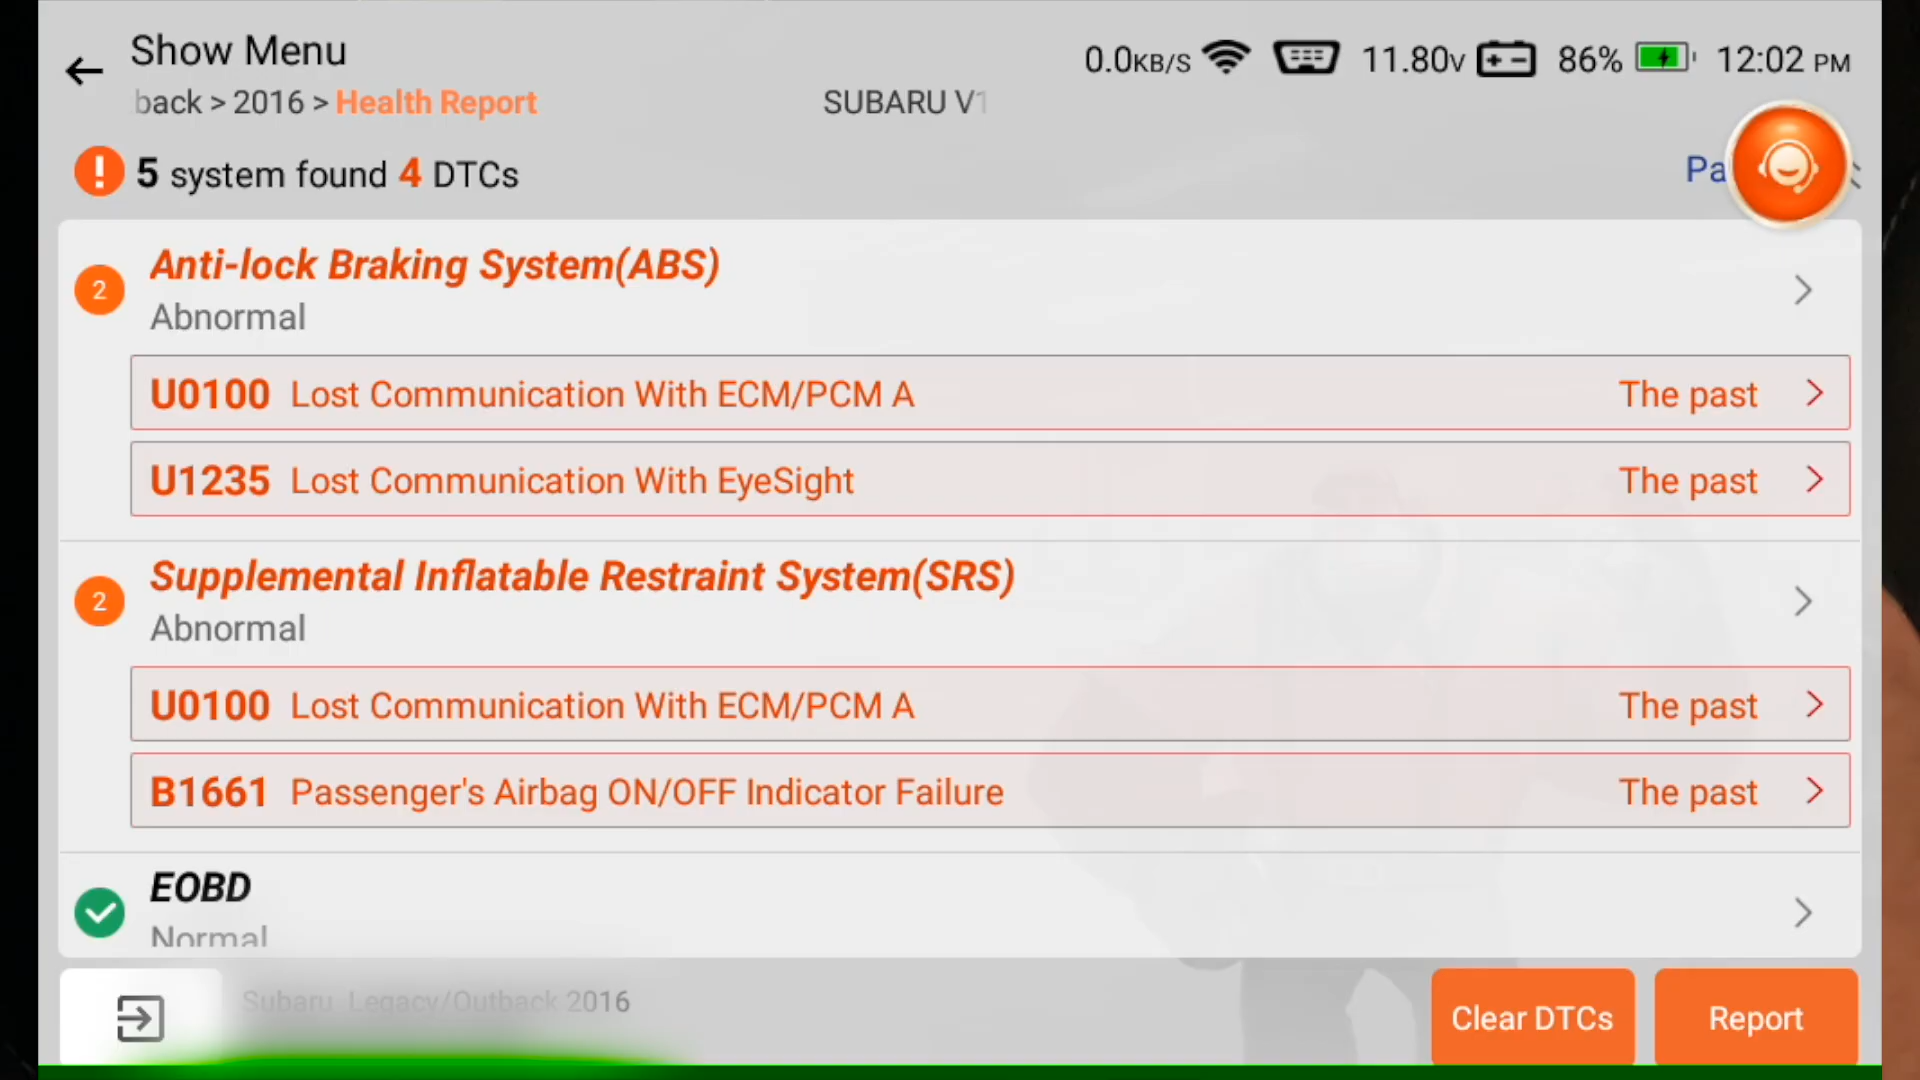 Show Menu
0.0KB/S 11.80V 86% 12:02 PM
back > 2016 > Health Report
SUBARU V1
5 system found 4 DTCs
Pa
2 Anti-lock Braking System(ABS)
Abnormal
U0100 Lost Communication With ECM/PCM A The past
U1235 Lost Communication With EyeSight The past
2 Supplemental Inflatable Restraint System(SRS)
Abnormal
U0100 Lost Communication With ECM/PCM A The past
B1661 Passenger's Airbag ON/OFF Indicator Failure The past
EOBD
Normal
Subaru Legacy/Outback 2016
Clear DTCs
Report